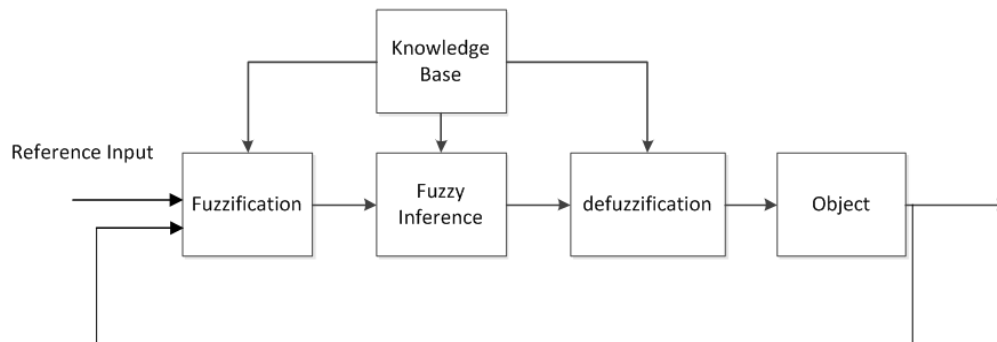 Knowledge
Base
Reference Input
Fuzzification
Fuzzy
Inference
defuzzification
Object